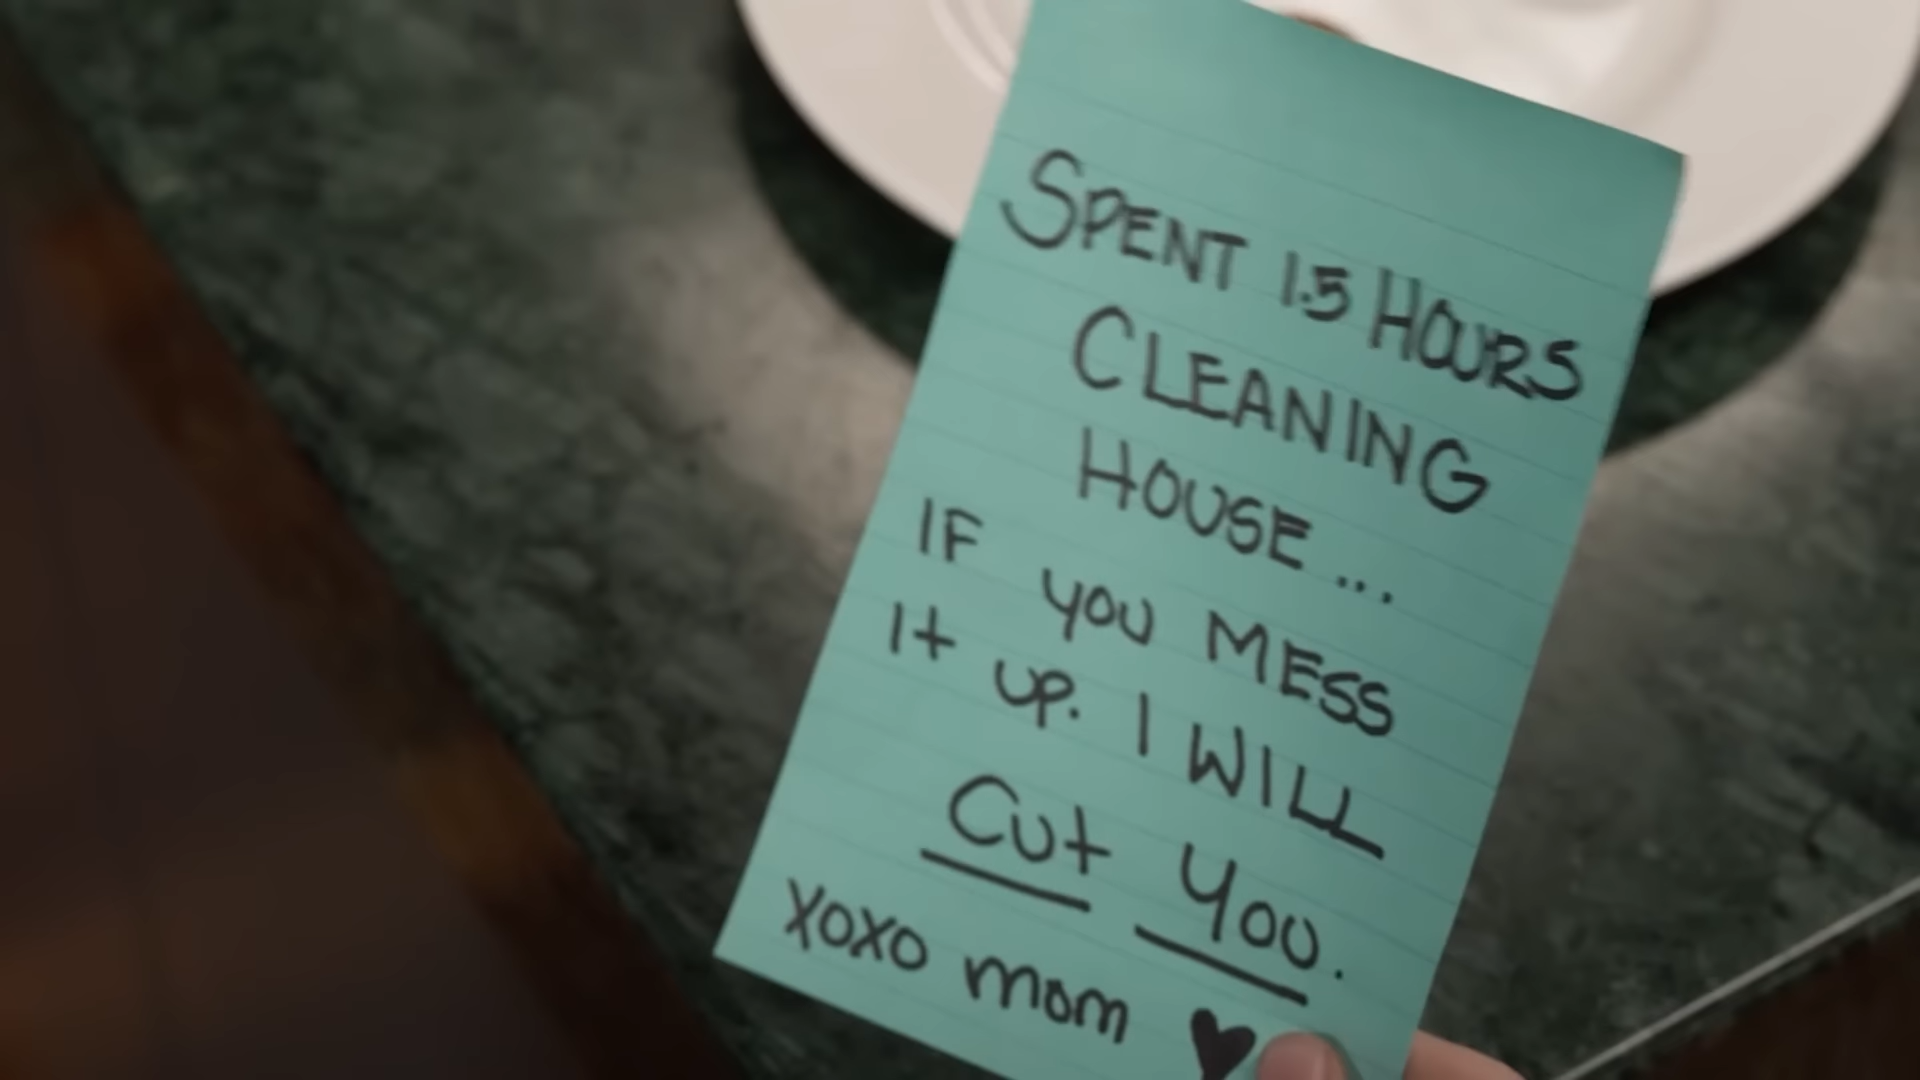 SPENT 1.5 HOURS
CLEANING
HOUSE...
IF YOU MESS
It UP. I WILL
Cut You.
XOXO mom ♥